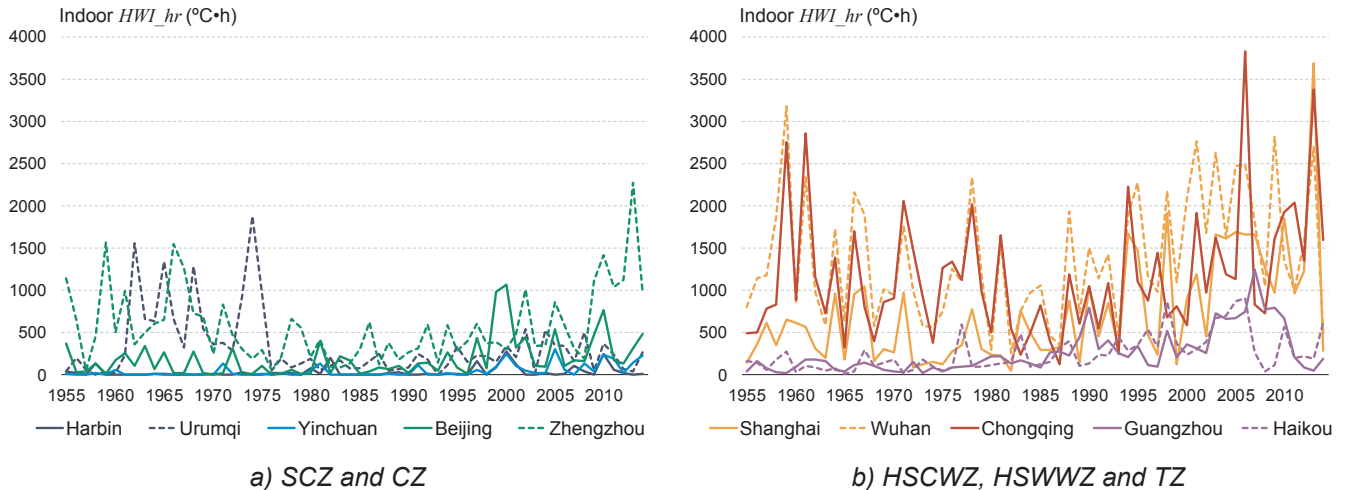 Indoor HWI_hr (ºC•h)
4000
3500
3000
2500
2000
1500
1000
500
0
1955 1960 1965 1970 1975 1980 1985 1990 1995 2000 2005 2010
Harbin Urumqi Yinchuan Beijing Zhengzhou
a) SCZ and CZ
Indoor HWI_hr (ºC•h)
4000
3500
3000
2500
2000
1500
1000
500
0
1955 1960 1965 1970 1975 1980 1985 1990 1995 2000 2005 2010
Shanghai Wuhan Chongqing Guangzhou Haikou
b) HSCWZ, HSWWZ and TZ